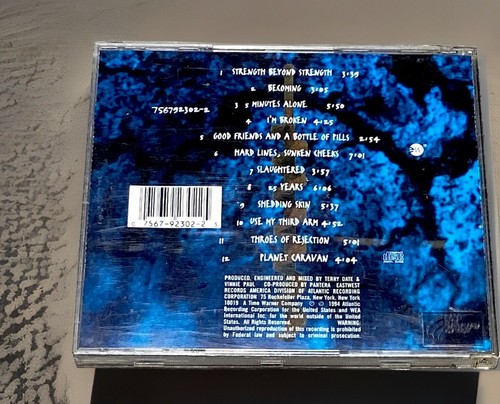 1 STRENGTH BEYOND STRENGTH 3:39
2 BECOMING 3:05
756792302-2
3 5 MINUTES ALONE 5:50
4 I'M BROKEN 4:25
5 GOOD FRIENDS AND A BOTTLE OF PILLS 2:54
6 HARD LINES, SUNKEN CHEEKS 7:01
7 SLAUGHTERED 3:57
8 25 YEARS 6:06
9 SHEDDING SKIN 5:37
10 USE MY THIRD ARM 4:52
11 THROES OF REJECTION 5:01
12 PLANET CARAVAN 4:04
0 7567-92302-2 5
PRODUCED, ENGINEERED AND MIXED BY TERRY DATE &
VINNIE PAUL CO-PRODUCED BY PANTERA EASTWEST
RECORDS AMERICA DIVISION OF ATLANTIC RECORDING
CORPORATION 75 Rockefeller Plaza, New York, New York
10019 A Time Warner Company © ℗ 1994 Atlantic
Recording Corporation for the United States and WEA
International Inc. for the world outside of the United
States. All Rights Reserved. WARNING:
Unauthorized reproduction of this recording is prohibited
by Federal law and subject to criminal prosecution.